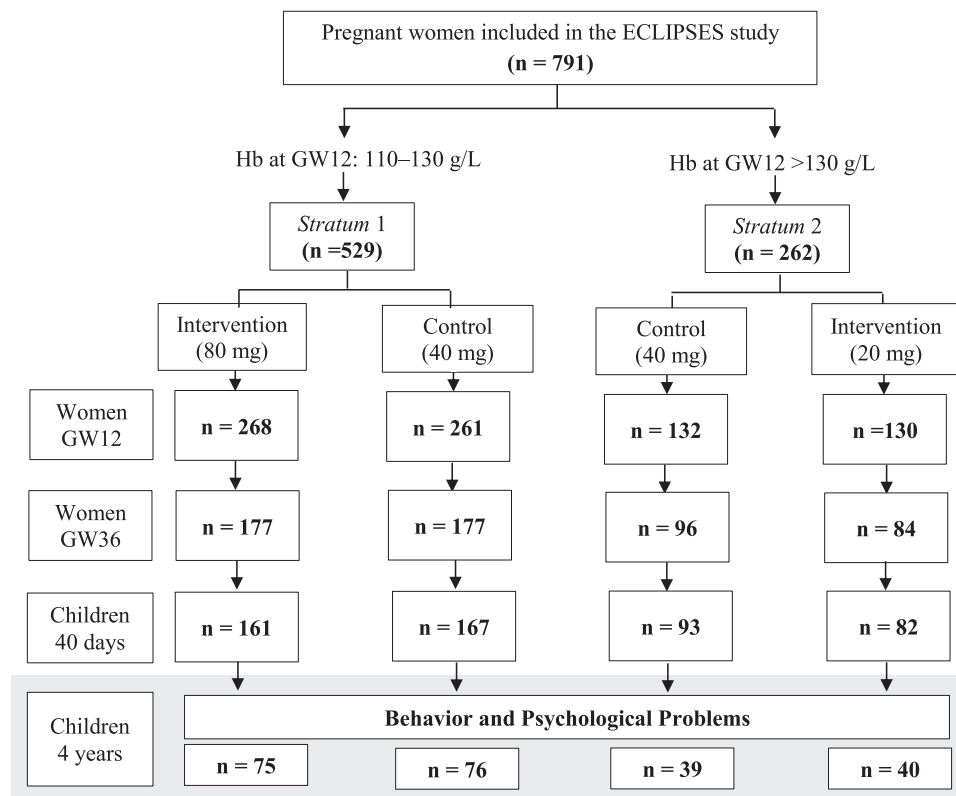 Pregnant women included in the ECLIPSES study
(n = 791)
Hb at GW12: 110–130 g/L
Hb at GW12 >130 g/L
Stratum 1
(n =529)
Stratum 2
(n = 262)
Intervention
(80 mg)
Control
(40 mg)
Control
(40 mg)
Intervention
(20 mg)
Women
GW12
n = 268
n = 261
n = 132
n =130
Women
GW36
n = 177
n = 177
n = 96
n = 84
Children
40 days
n = 161
n = 167
n = 93
n = 82
Children
4 years
Behavior and Psychological Problems
n = 75
n = 76
n = 39
n = 40